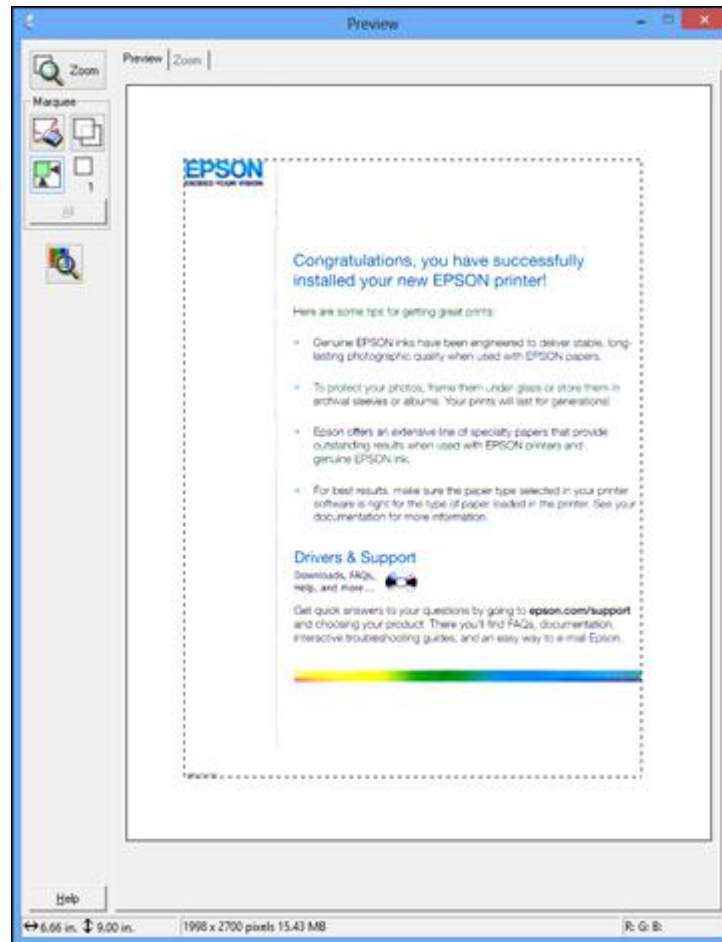 Preview
Zoom
Preview
Zoom
Marquee
1
All
EPSON
EXCEED YOUR VISION
Congratulations, you have successfully
installed your new EPSON printer!
Here are some tips for getting great prints:
Genuine EPSON inks have been engineered to deliver stable, long-
lasting photographic quality when used with EPSON papers.
To protect your photos, frame them under glass or store them in
archival sleeves or albums. Your prints will last for generations!
Epson offers an extensive line of specialty papers that provide
outstanding results when used with EPSON printers and
genuine EPSON ink.
For best results, make sure the paper type selected in your printer
software is right for the type of paper loaded in the printer. See your
documentation for more information.
Drivers & Support
Downloads, FAQs,
Help, and more ...
Get quick answers to your questions by going to epson.com/support
and choosing your product. There you'll find FAQs, documentation,
interactive troubleshooting guides, and an easy way to e-mail Epson.
Help
6.66 in. 9.00 in.
1998 x 2700 pixels 15.43 MB
R: G: B: